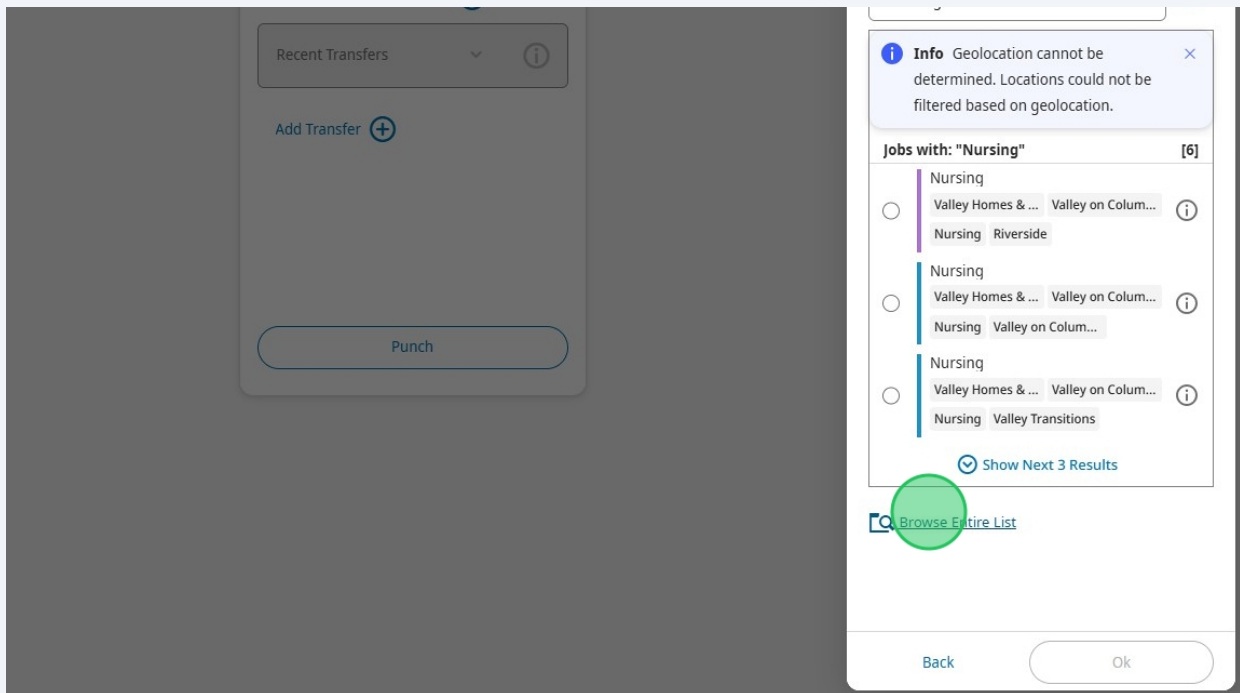 Recent Transfers
Add Transfer
Punch
Info Geolocation cannot be
determined. Locations could not be
filtered based on geolocation.
Jobs with: "Nursing" [6]
Nursing
Valley Homes & ... Valley on Colum...
Nursing Riverside
Nursing
Valley Homes & ... Valley on Colum...
Nursing Valley on Colum...
Nursing
Valley Homes & ... Valley on Colum...
Nursing Valley Transitions
Show Next 3 Results
Browse Entire List
Back Ok